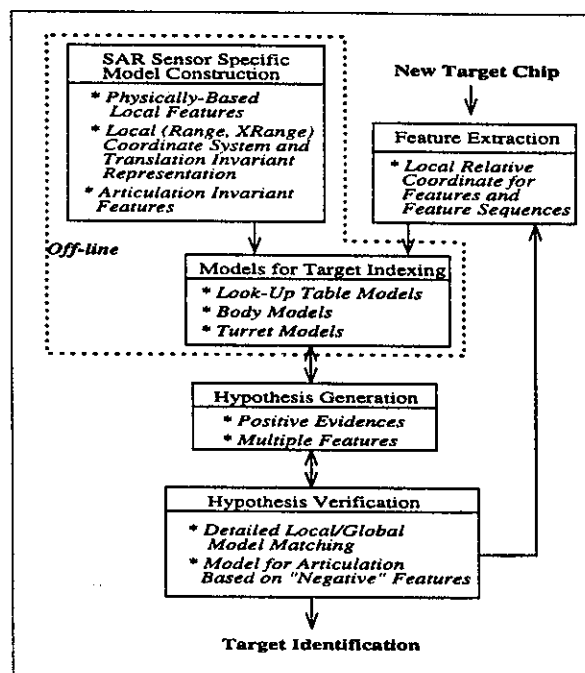 SAR Sensor Specific
Model Construction
* Physically-Based
Local Features
* Local (Range, XRange)
Coordinate System and
Translation Invariant
Representation
* Articulation Invariant
Features
New Target Chip
Feature Extraction
* Local Relative
Coordinate for
Features and
Feature Sequences
Off-line
Models for Target Indexing
* Look-Up Table Models
* Body Models
* Turret Models
Hypothesis Generation
* Positive Evidences
* Multiple Features
Hypothesis Verification
* Detailed Local/Global
Model Matching
* Model for Articulation
Based on "Negative" Features
Target Identification